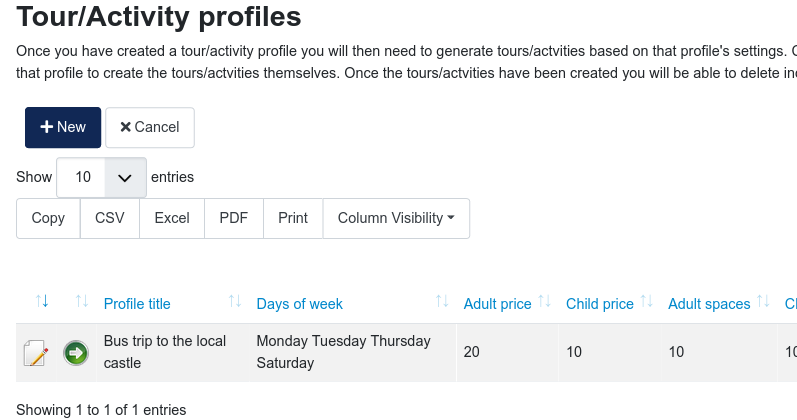 Tour/Activity profiles
Once you have created a tour/activity profile you will then need to generate tours/actvities based on that profile's settings.
that profile to create the tours/actvities themselves. Once the tours/actvities have been created you will be able to delete
New Cancel
Show 10 entries
Copy CSV Excel PDF Print Column Visibility
Profile title Days of week Adult price Child price Adult spaces
Bus trip to the local Monday Tuesday Thursday 20 10 10 10
castle Saturday
Showing 1 to 1 of 1 entries